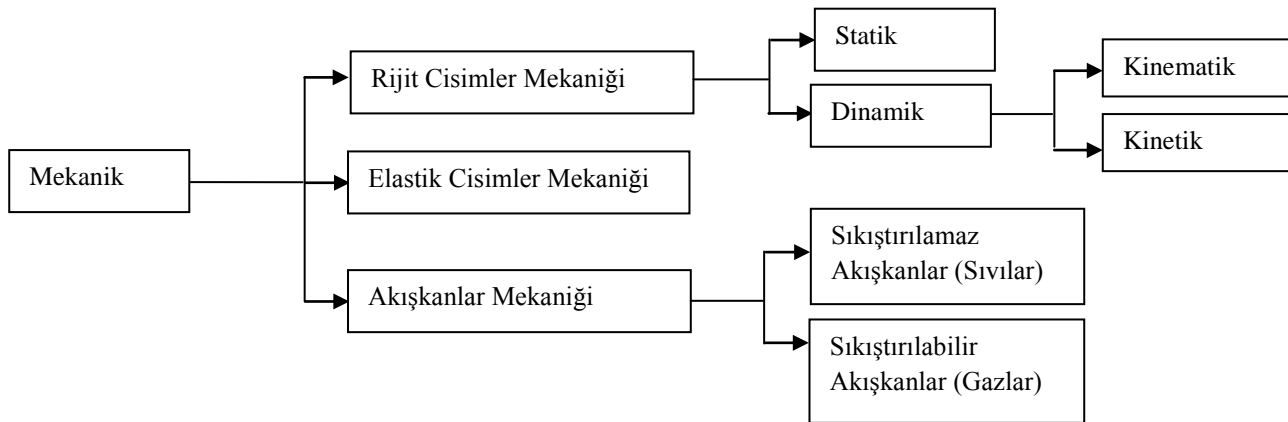 Mekanik
Rijit Cisimler Mekaniği
Statik
Dinamik
Kinematik
Kinetik
Elastik Cisimler Mekaniği
Akışkanlar Mekaniği
Sıkıştırılamaz
Akışkanlar (Sıvılar)
Sıkıştırılabilir
Akışkanlar (Gazlar)